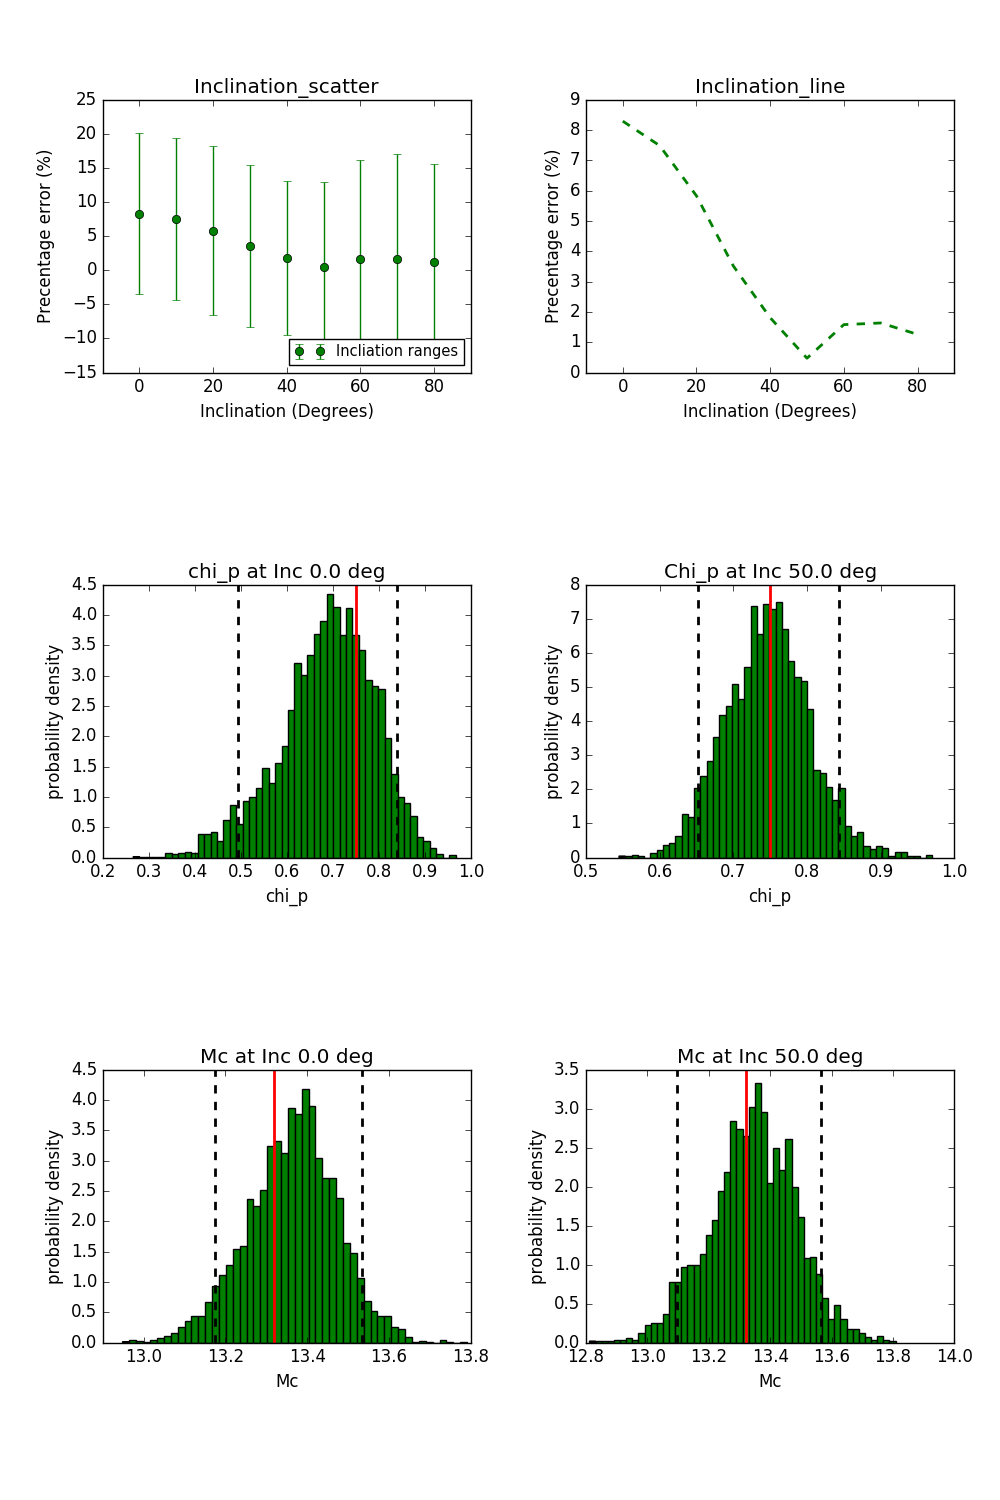 Inclination_scatter
Precentage error (%)
25
20
15
10
5
0
−5
−10
−15
Incliation ranges
0 20 40 60 80
Inclination (Degrees)
Inclination_line
Precentage error (%)
9
8
7
6
5
4
3
2
1
0
0 20 40 60 80
Inclination (Degrees)
chi_p at Inc 0.0 deg
probability density
4.5
4.0
3.5
3.0
2.5
2.0
1.5
1.0
0.5
0.0
0.2 0.3 0.4 0.5 0.6 0.7 0.8 0.9 1.0
chi_p
Chi_p at Inc 50.0 deg
probability density
8
7
6
5
4
3
2
1
0
0.5 0.6 0.7 0.8 0.9 1.0
chi_p
Mc at Inc 0.0 deg
probability density
4.5
4.0
3.5
3.0
2.5
2.0
1.5
1.0
0.5
0.0
13.0 13.2 13.4 13.6 13.8
Mc
Mc at Inc 50.0 deg
probability density
3.5
3.0
2.5
2.0
1.5
1.0
0.5
0.0
12.8 13.0 13.2 13.4 13.6 13.8 14.0
Mc